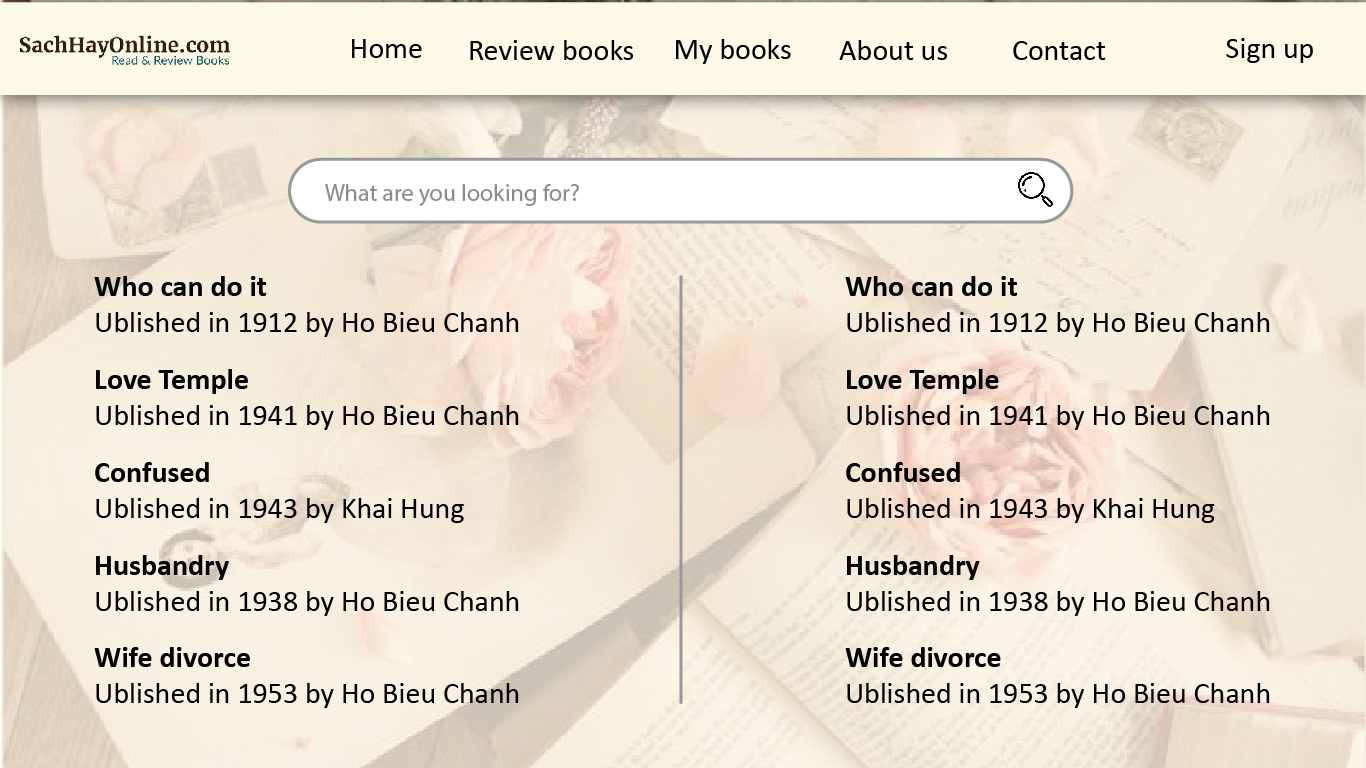 SachHayOnline.com
Read & Review Books
Home
Review books
My books
About us
Contact
Sign up
What are you looking for?
Who can do it
Ublished in 1912 by Ho Bieu Chanh
Love Temple
Ublished in 1941 by Ho Bieu Chanh
Confused
Ublished in 1943 by Khai Hung
Husbandry
Ublished in 1938 by Ho Bieu Chanh
Wife divorce
Ublished in 1953 by Ho Bieu Chanh
Who can do it
Ublished in 1912 by Ho Bieu Chanh
Love Temple
Ublished in 1941 by Ho Bieu Chanh
Confused
Ublished in 1943 by Khai Hung
Husbandry
Ublished in 1938 by Ho Bieu Chanh
Wife divorce
Ublished in 1953 by Ho Bieu Chanh